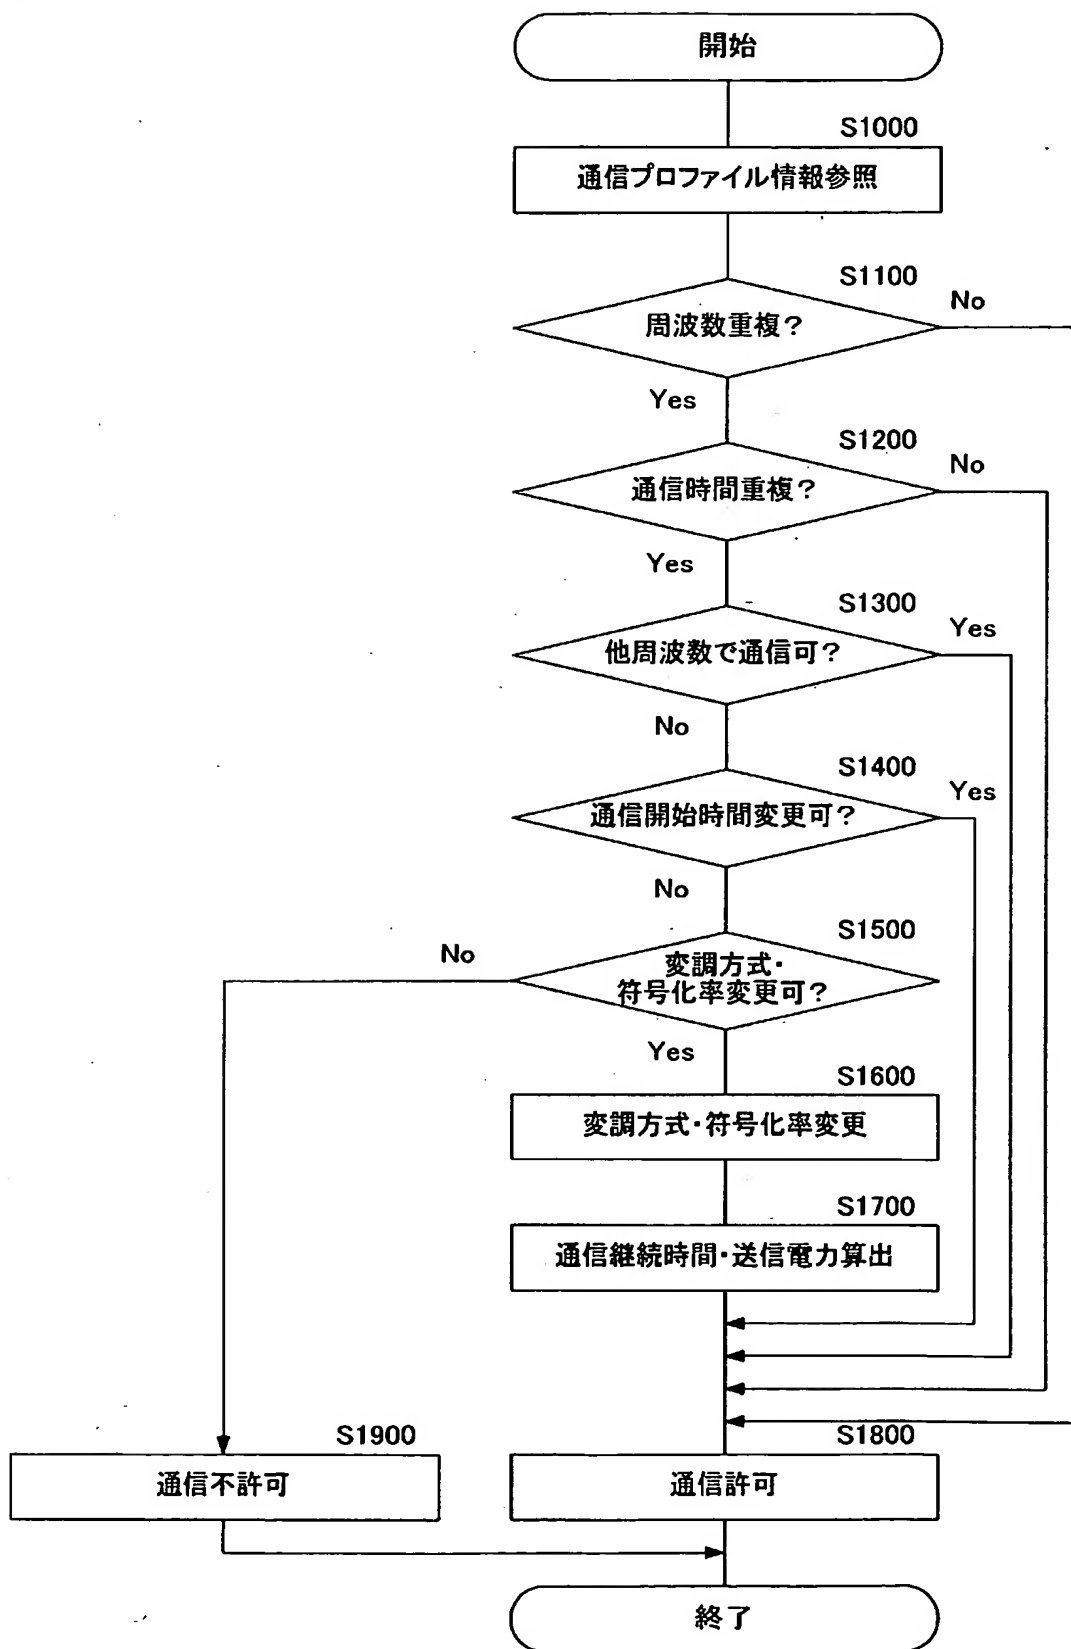 開始
S1000
通信プロファイル情報参照
S1100
周波数重複?
No
Yes
S1200
通信時間重複?
No
Yes
S1300
他周波数で通信可?
Yes
No
S1400
通信開始時間変更可?
Yes
No
S1500
変調方式・
符号化率変更可?
No
Yes
S1600
変調方式・符号化率変更
S1700
通信継続時間・送信電力算出
S1900
通信不許可
S1800
通信許可
終了